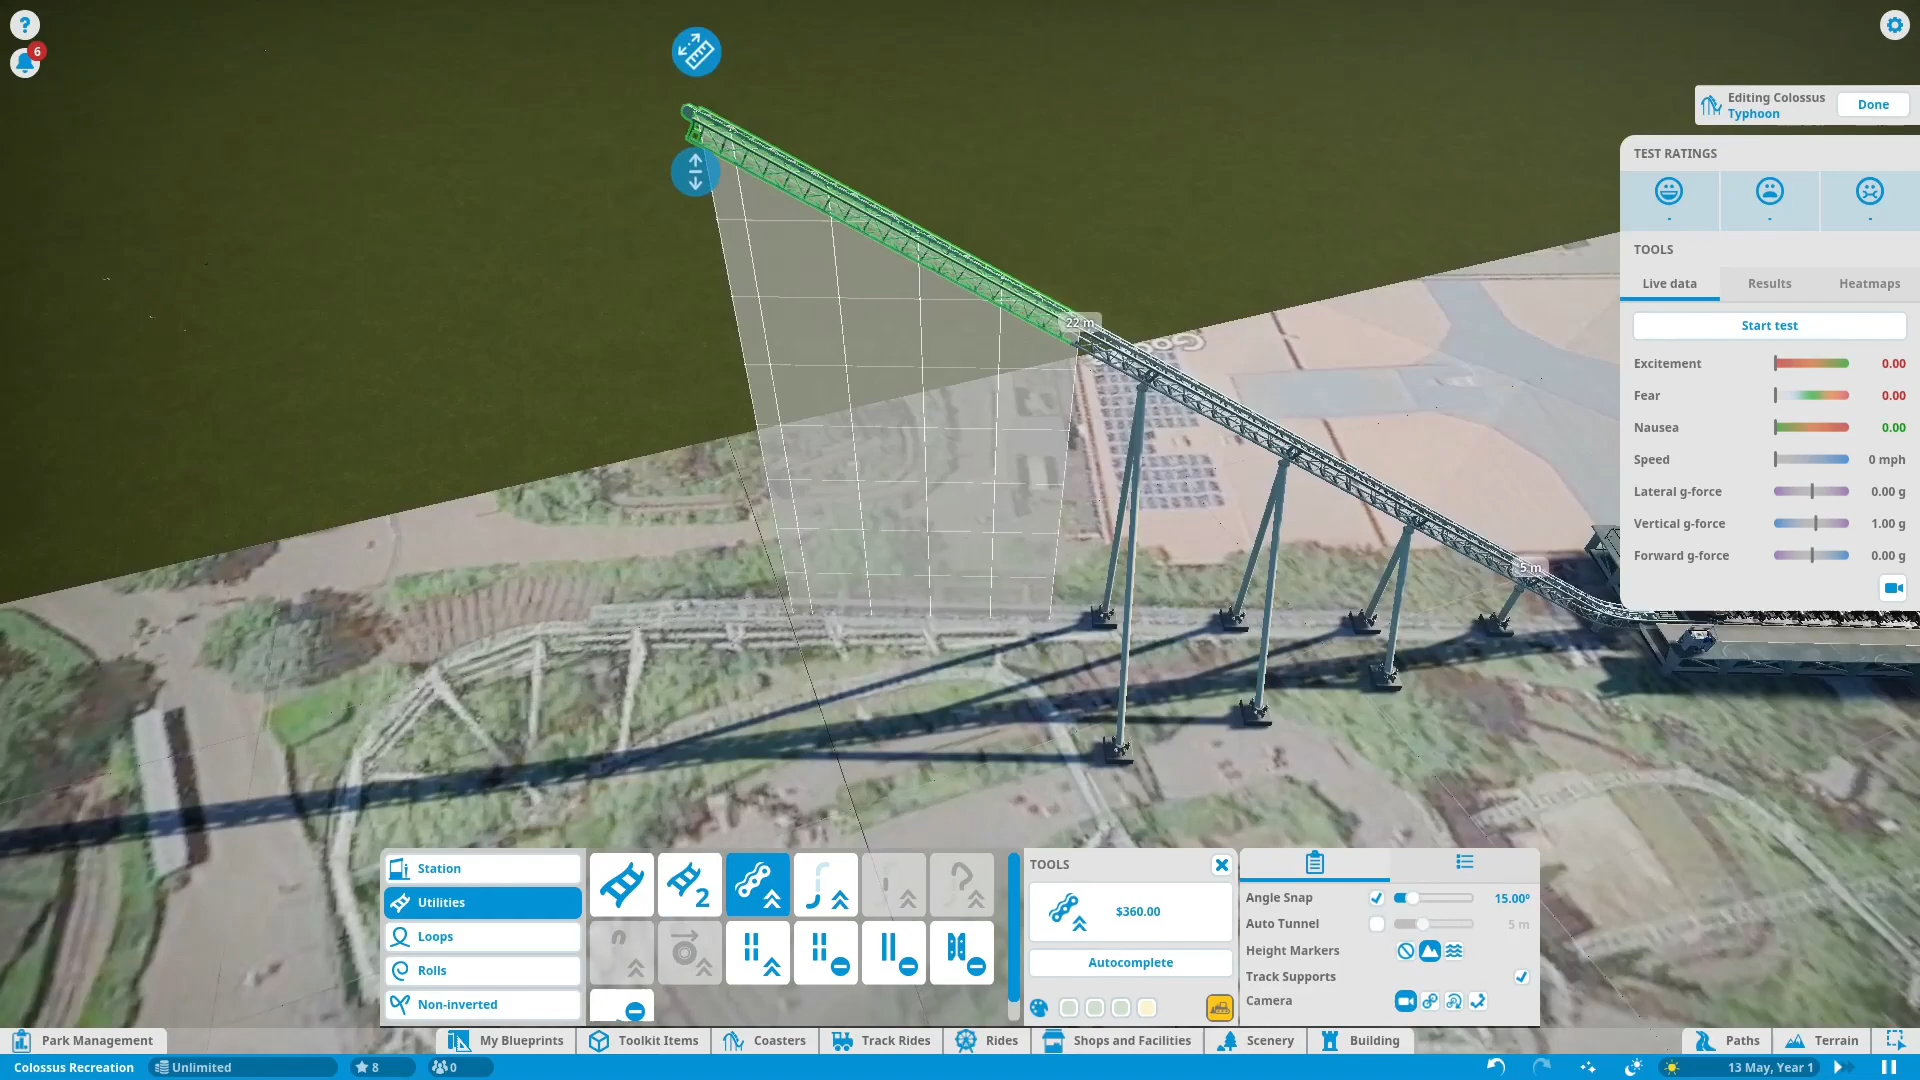 6
Editing Colossus
Typhoon
Done
TEST RATINGS
-
-
-
TOOLS
Live data
Results
Heatmaps
Start test
Excitement
0.00
Fear
0.00
Nausea
0.00
Speed
0 mph
Lateral g-force
0.00 g
Vertical g-force
1.00 g
Forward g-force
0.00 g
22 m
5 m
Station
Utilities
Loops
Rolls
Non-inverted
2
TOOLS
$360.00
Autocomplete
Angle Snap
15.00°
Auto Tunnel
5 m
Height Markers
Track Supports
Camera
Park Management
My Blueprints
Toolkit Items
Coasters
Track Rides
Rides
Shops and Facilities
Scenery
Building
Paths
Terrain
Colossus Recreation
Unlimited
8
0
13 May, Year 1